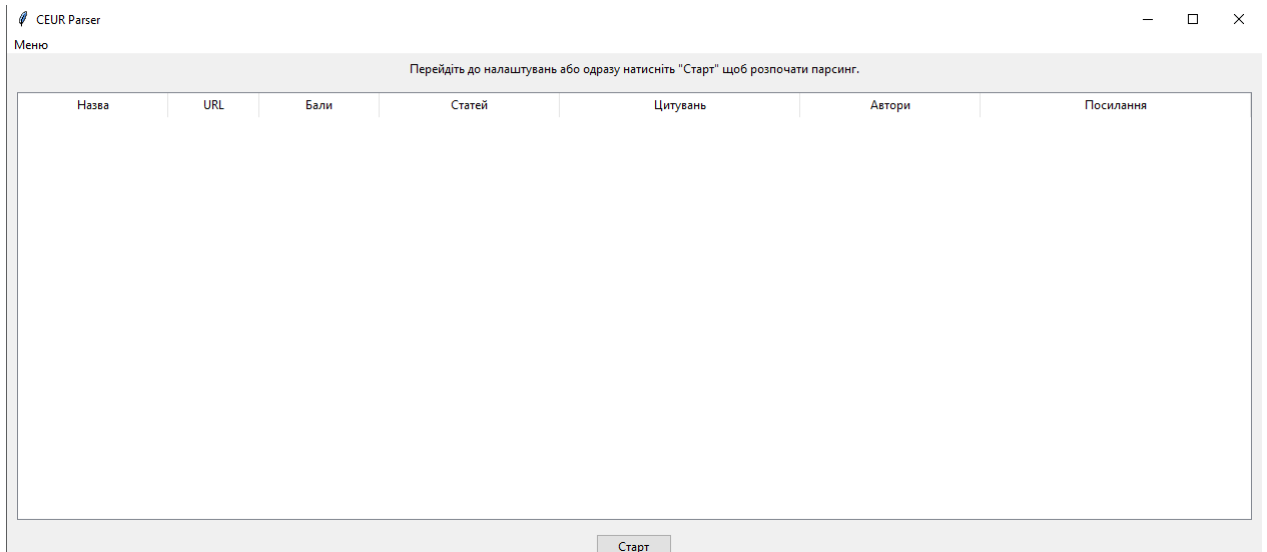 CEUR Parser
Меню
Перейдіть до налаштувань або одразу натисніть "Старт" щоб розпочати парсинг.
Назва URL Бали Статей Цитувань Автори Посилання
Старт